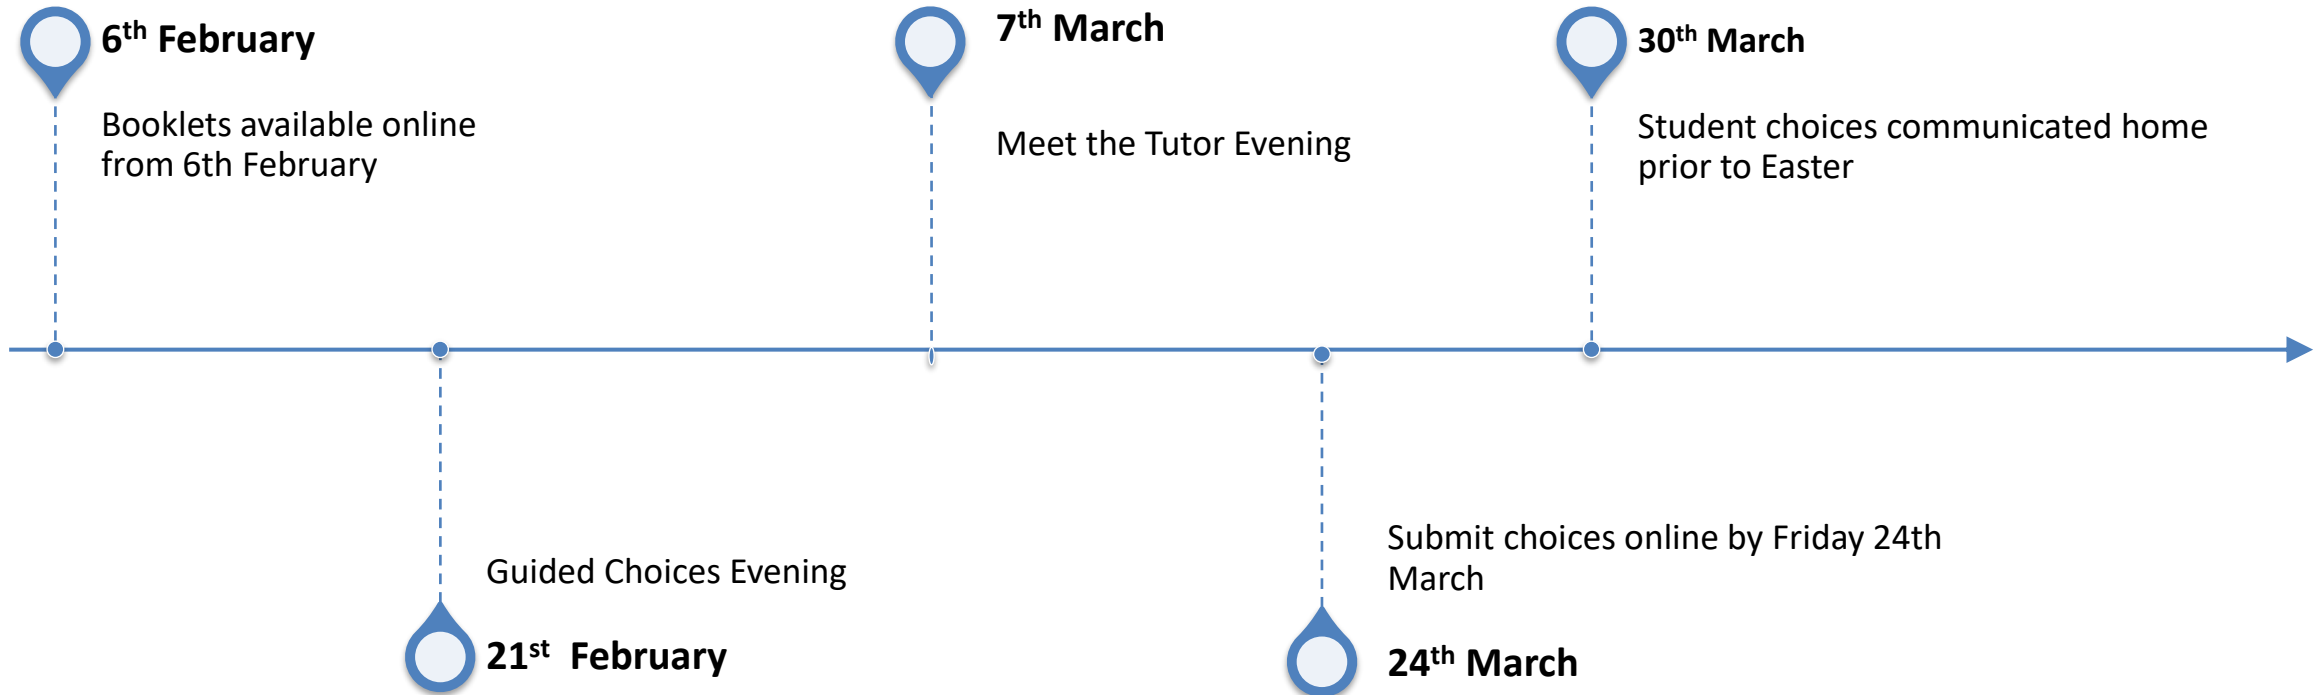 6th February
Booklets available online
from 6th February
Guided Choices Evening
21st February
7th March
Meet the Tutor Evening
Submit choices online by Friday 24th
March
24th March
30th March
Student choices communicated home
prior to Easter